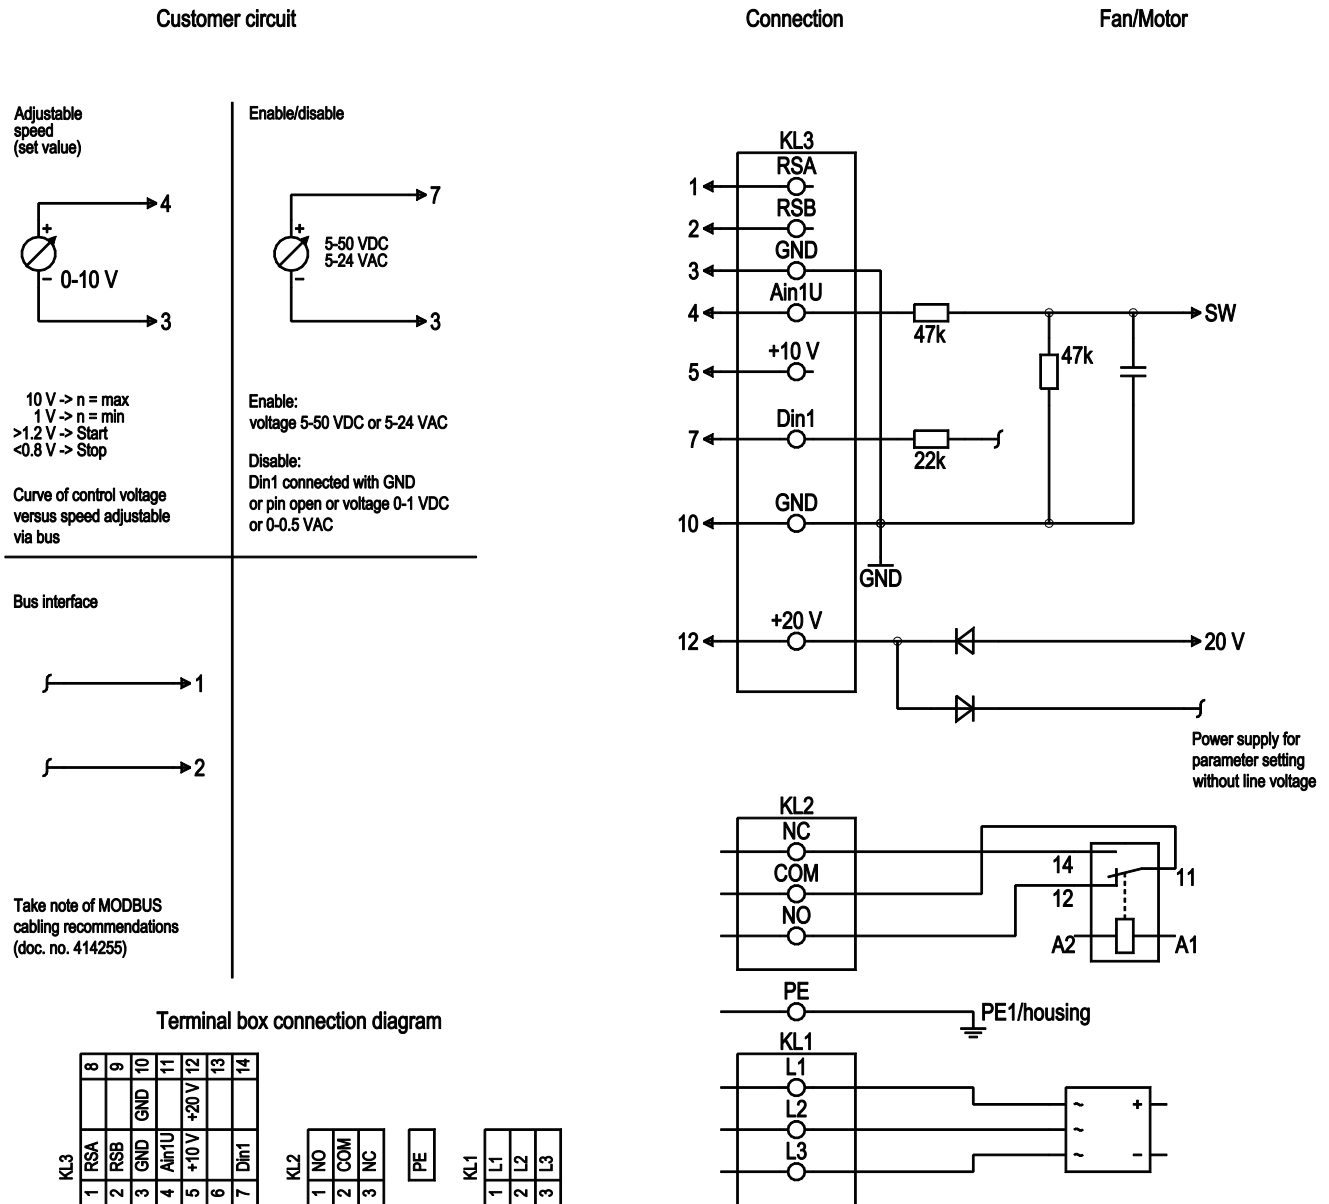 Customer circuit
Connection
Fan/Motor
Adjustable
speed
(set value)
4
+
0-10 V
–
3
10 V -> n = max
1 V -> n = min
>1.2 V -> Start
<0.8 V -> Stop
Curve of control voltage
versus speed adjustable
via bus
Enable/disable
7
+
5-50 VDC
5-24 VAC
–
3
Enable:
voltage 5-50 VDC or 5-24 VAC
Disable:
Din1 connected with GND
or pin open or voltage 0-1 VDC
or 0-0.5 VAC
Bus interface
1
2
Take note of MODBUS
cabling recommendations
(doc. no. 414255)
KL3
RSA
1
RSB
2
GND
3
Ain1U
4
47k
SW
47k
+10 V
5
Din1
7
22k
GND
10
GND
+20 V
12
20 V
Power supply for
parameter setting
without line voltage
KL2
NC
COM
NO
14
11
12
A2
A1
PE
PE1/housing
KL1
L1
L2
L3
~ +
~
~ –
Terminal box connection diagram
KL3
1 RSA 8
2 RSB 9
3 GND GND 10
4 Ain1U 11
5 +10 V +20 V 12
6 13
7 Din1 14
KL2
1 NO
2 COM
3 NC
PE
KL1
1 L1
2 L2
3 L3